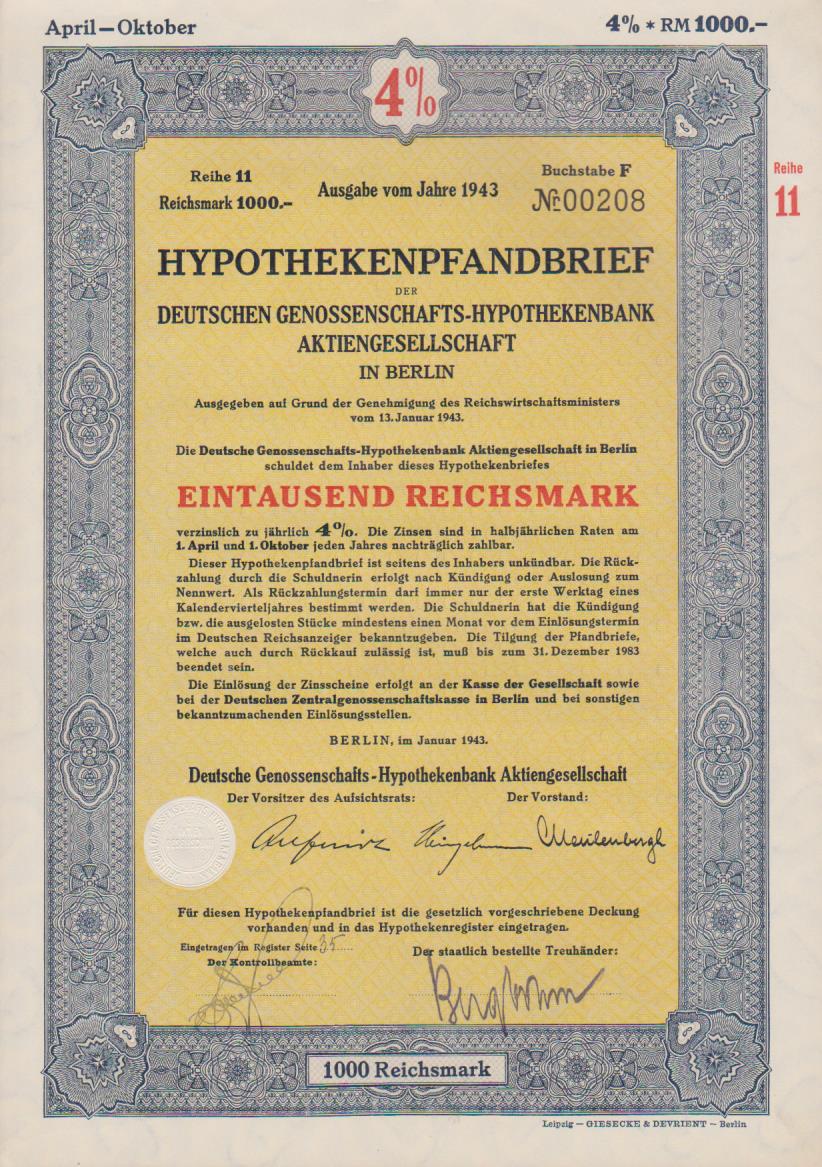 April — Oktober
4% * RM 1000.-
4%
Reihe 11
Reichsmark 1000.-
Ausgabe vom Jahre 1943
Buchstabe F
Nr. 00208
Reihe
11
HYPOTHEKENPFANDBRIEF
DER
DEUTSCHEN GENOSSENSCHAFTS-HYPOTHEKENBANK
AKTIENGESELLSCHAFT
IN BERLIN
Ausgegeben auf Grund der Genehmigung des Reichswirtschaftsministers
vom 13. Januar 1943.
Die Deutsche Genossenschafts-Hypothekenbank Aktiengesellschaft in Berlin
schuldet dem Inhaber dieses Hypothekenbriefes
EINTAUSEND REICHSMARK
verzinslich zu jährlich 4%. Die Zinsen sind in halbjährlichen Raten am
1. April und 1. Oktober jeden Jahres nachträglich zahlbar.
Dieser Hypothekenpfandbrief ist seitens des Inhabers unkündbar. Die Rück-
zahlung durch die Schuldnerin erfolgt nach Kündigung oder Auslosung zum
Nennwert. Als Rückzahlungstermin darf immer nur der erste Werktag eines
Kalendervierteljahres bestimmt werden. Die Schuldnerin hat die Kündigung
bzw. die ausgelosten Stücke mindestens einen Monat vor dem Einlösungstermin
im Deutschen Reichsanzeiger bekanntzugeben. Die Tilgung der Pfandbriefe,
welche auch durch Rückkauf zulässig ist, muß bis zum 31. Dezember 1983
beendet sein.
Die Einlösung der Zinsscheine erfolgt an der Kasse der Gesellschaft sowie
bei der Deutschen Zentralgenossenschaftskasse in Berlin und bei sonstigen
bekanntzumachenden Einlösungsstellen.
BERLIN, im Januar 1943.
Deutsche Genossenschafts-Hypothekenbank Aktiengesellschaft
Der Vorsitzer des Aufsichtsrats:
Der Vorstand:
Meulenbergh
Für diesen Hypothekenpfandbrief ist die gesetzlich vorgeschriebene Deckung
vorhanden und in das Hypothekenregister eingetragen.
Eingetragen im Register Seite 35
Der Kontrollbeamte:
Der staatlich bestellte Treuhänder:
1000 Reichsmark
Leipzig — GIESECKE & DEVRIENT — Berlin